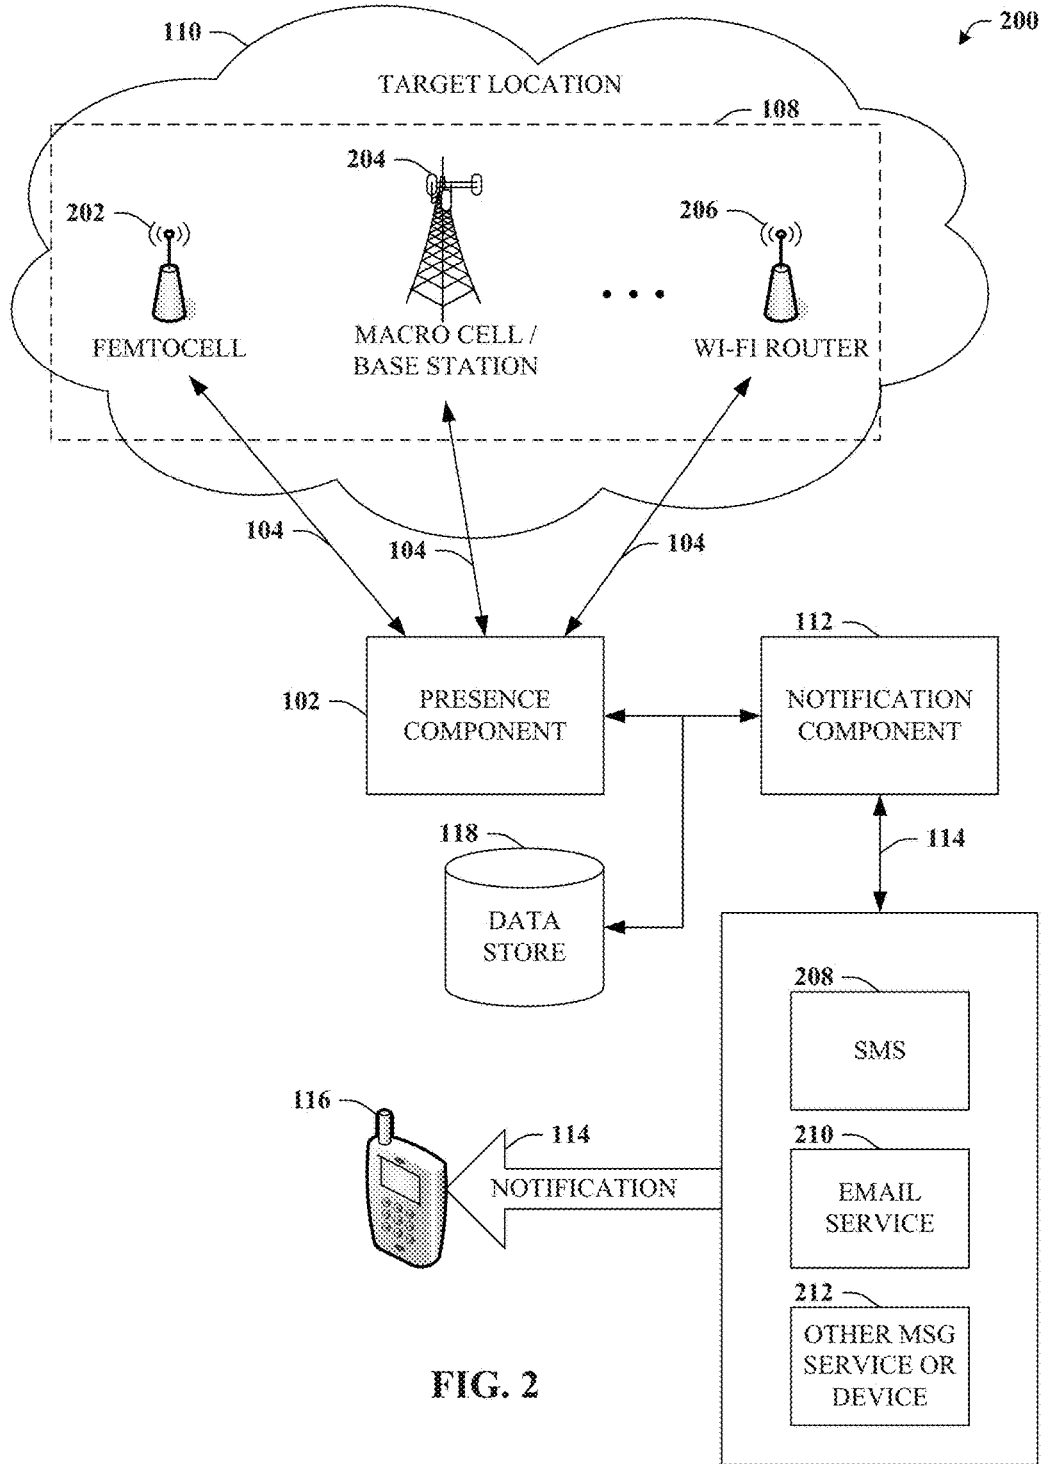 200
110
TARGET LOCATION
108
204
202
206
FEMTOCELL
MACRO CELL /
BASE STATION
WI-FI ROUTER
104
104
104
112
102
PRESENCE
COMPONENT
NOTIFICATION
COMPONENT
118
114
DATA
STORE
208
SMS
116
114
NOTIFICATION
210
EMAIL
SERVICE
212
OTHER MSG
SERVICE OR
DEVICE
FIG. 2